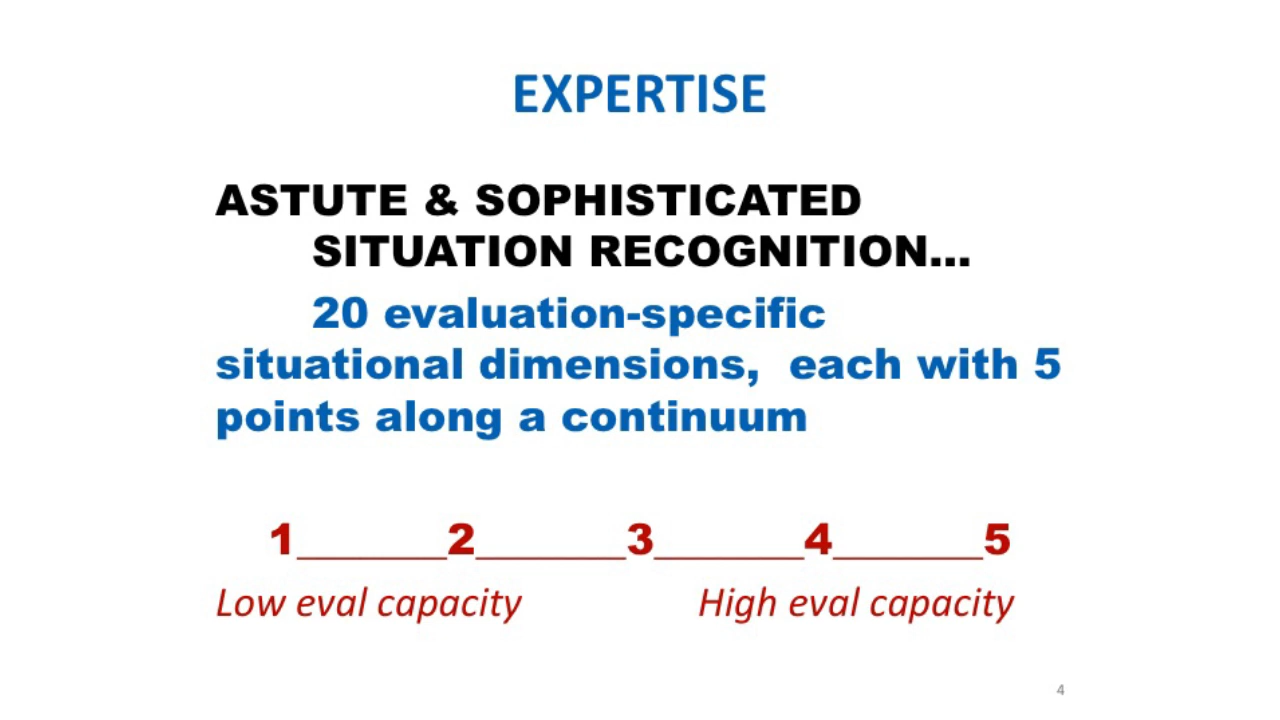 EXPERTISE
ASTUTE & SOPHISTICATED
SITUATION RECOGNITION...
20 evaluation-specific
situational dimensions,  each with 5
points along a continuum
1_______2_______3_______4_______5
Low eval capacity High eval capacity
4